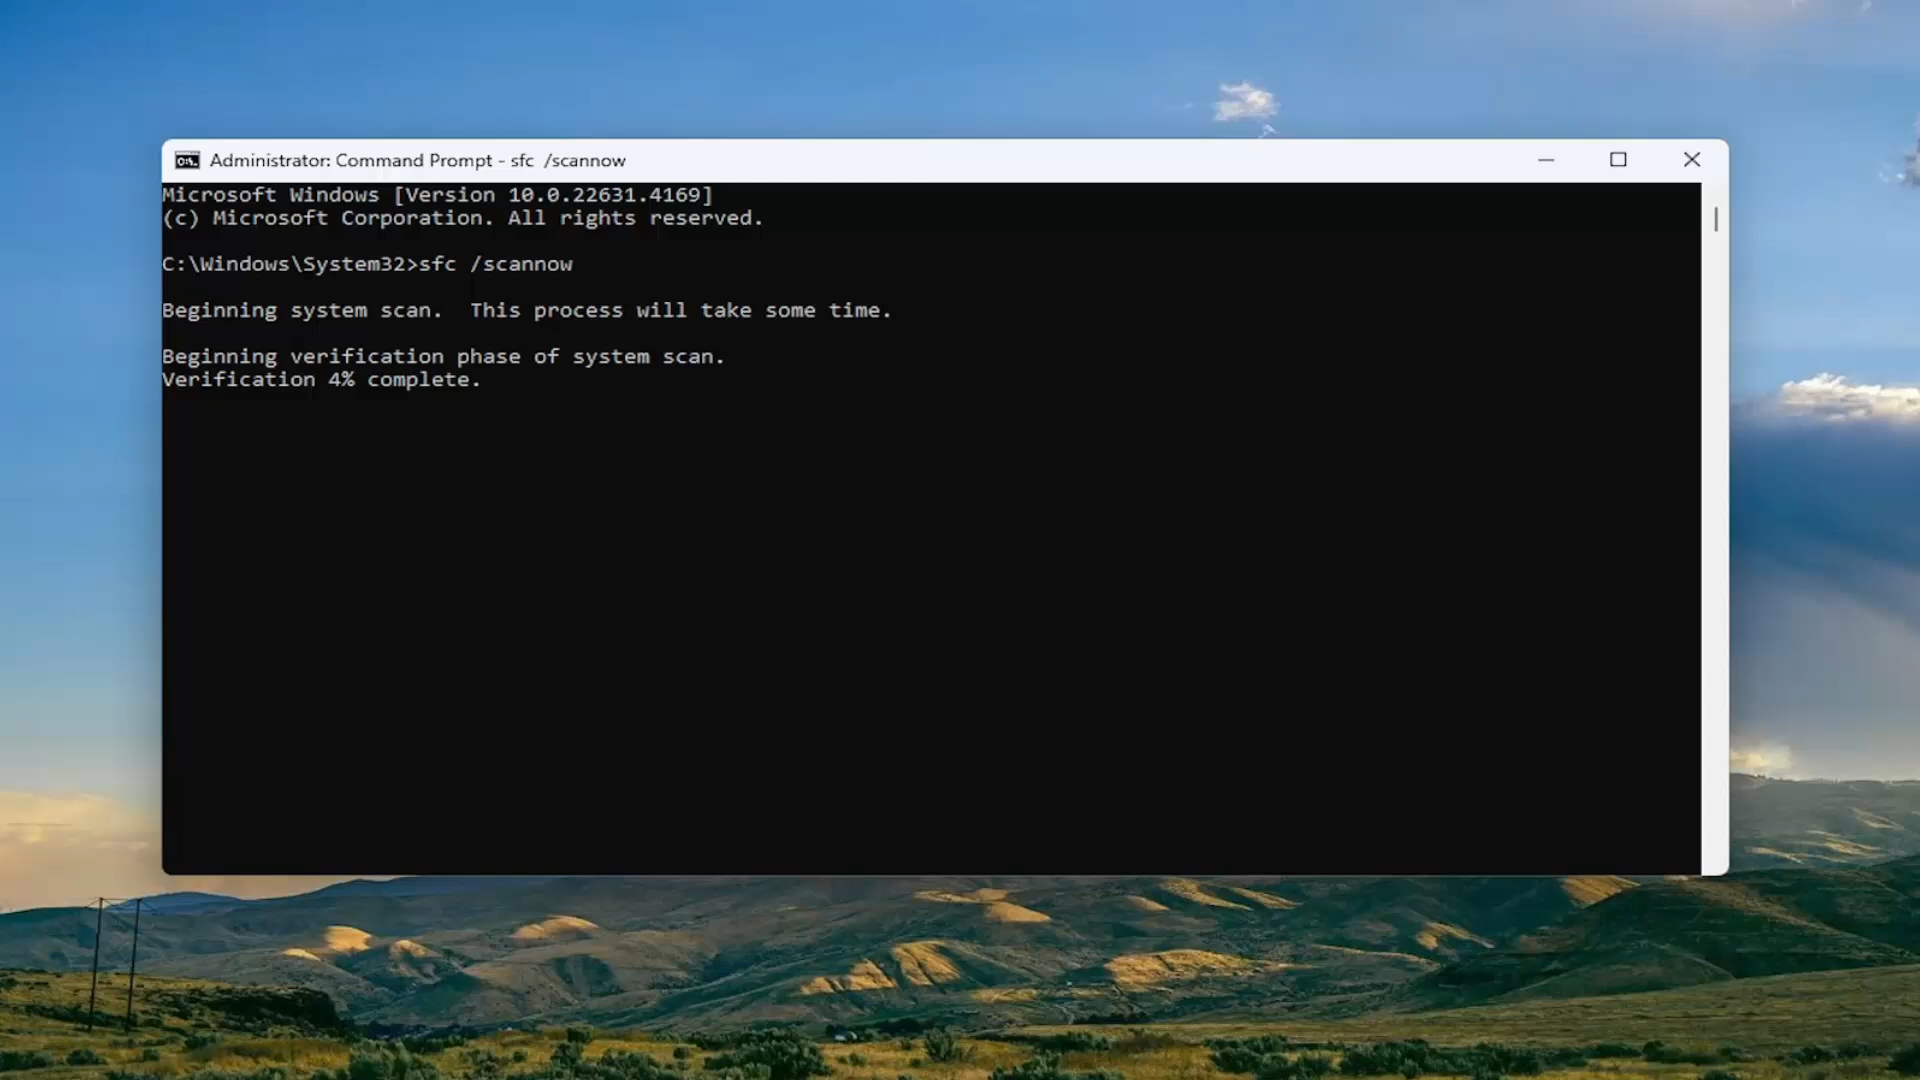 Administrator: Command Prompt - sfc  /scannow
Microsoft Windows [Version 10.0.22631.4169]
(c) Microsoft Corporation. All rights reserved.
C:\Windows\System32>sfc /scannow
Beginning system scan.  This process will take some time.
Beginning verification phase of system scan.
Verification 4% complete.